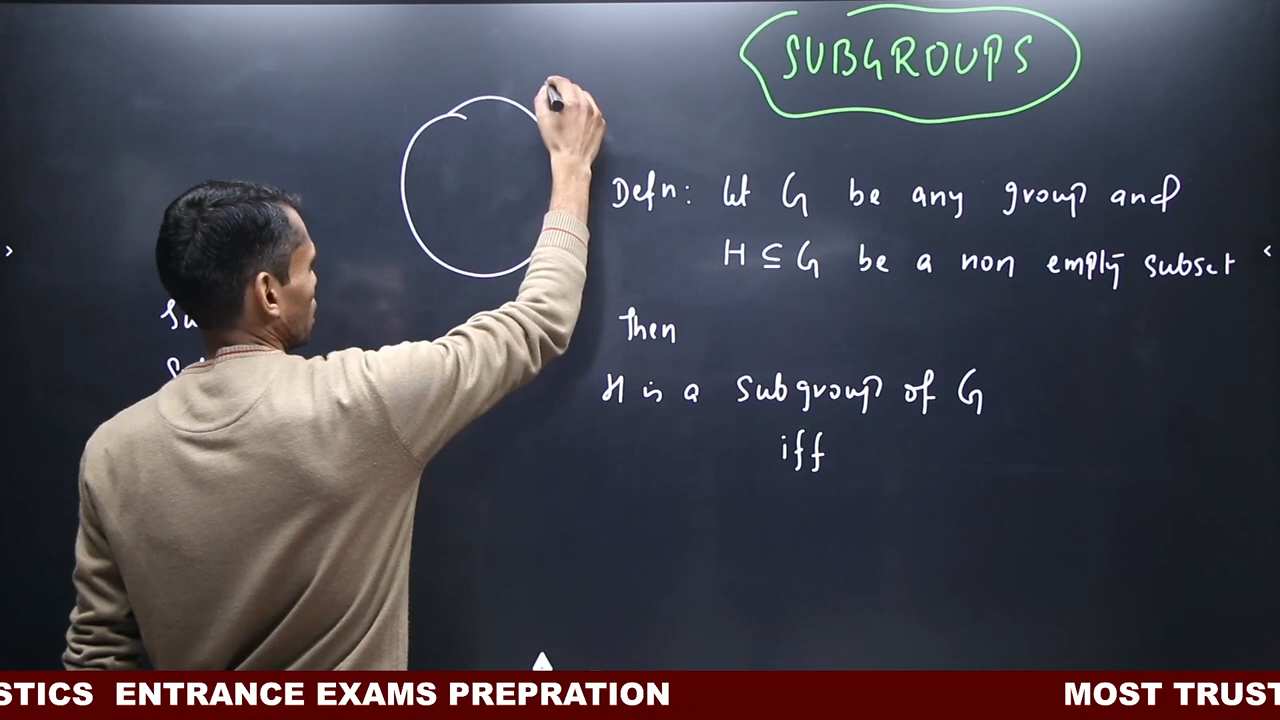 SUBGROUPS
Defn: Let G be any group and
H ⊆ G be a non empty subset
Then
H is a subgroup of G
iff
STICS ENTRANCE EXAMS PREPRATION
MOST TRUST